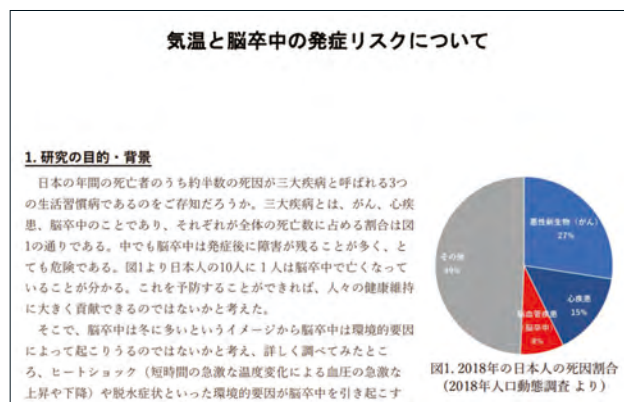 気温と脳卒中の発症リスクについて
1. 研究の目的・背景
日本の年間の死亡者のうち約半数の死因が三大疾病と呼ばれる3つ
の生活習慣病であるのをご存知だろうか。三大疾病とは、がん、心疾
患、脳卒中のことであり、それぞれが全体の死亡数に占める割合は図
1の通りである。中でも脳卒中は発症後に障害が残ることが多く、と
ても危険である。図1より日本人の10人に1人は脳卒中で亡くなって
いることが分かる。これを予防することができれば、人々の健康維持
に大きく貢献できるのではないかと考えた。
そこで、脳卒中は冬に多いというイメージから脳卒中は環境的要因
によって起こりうるのではないかと考え、詳しく調べてみたとこ
ろ、ヒートショック（短時間の急激な温度変化による血圧の急激な
上昇や下降）や脱水症状といった環境的要因が脳卒中を引き起こす
悪性新生物（がん）
27%
心疾患
15%
脳血管疾患
（脳卒中）
8%
その他
49%
図1. 2018年の日本人の死因割合
（2018年人口動態調査 より）